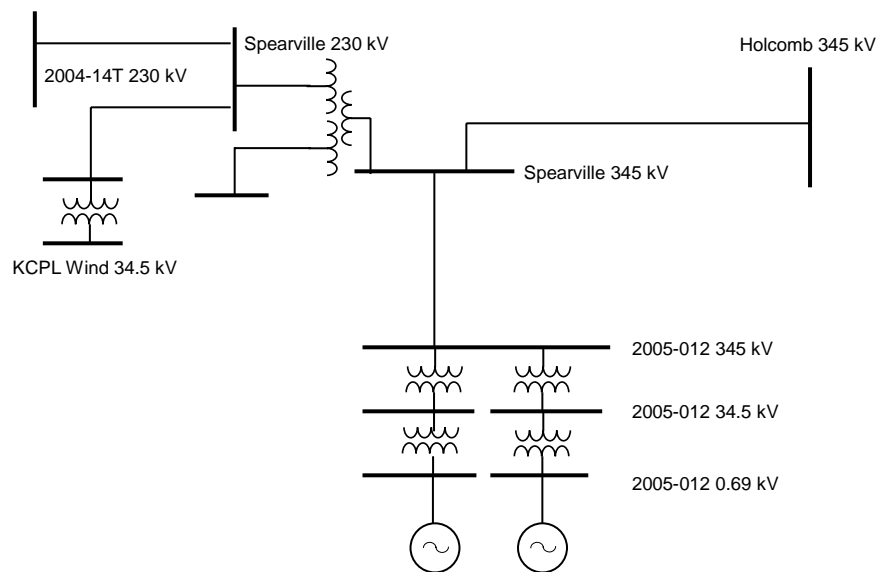 Spearville 230 kV
Holcomb 345 kV
2004-14T 230 kV
Spearville 345 kV
KCPL Wind 34.5 kV
2005-012 345 kV
2005-012 34.5 kV
2005-012 0.69 kV